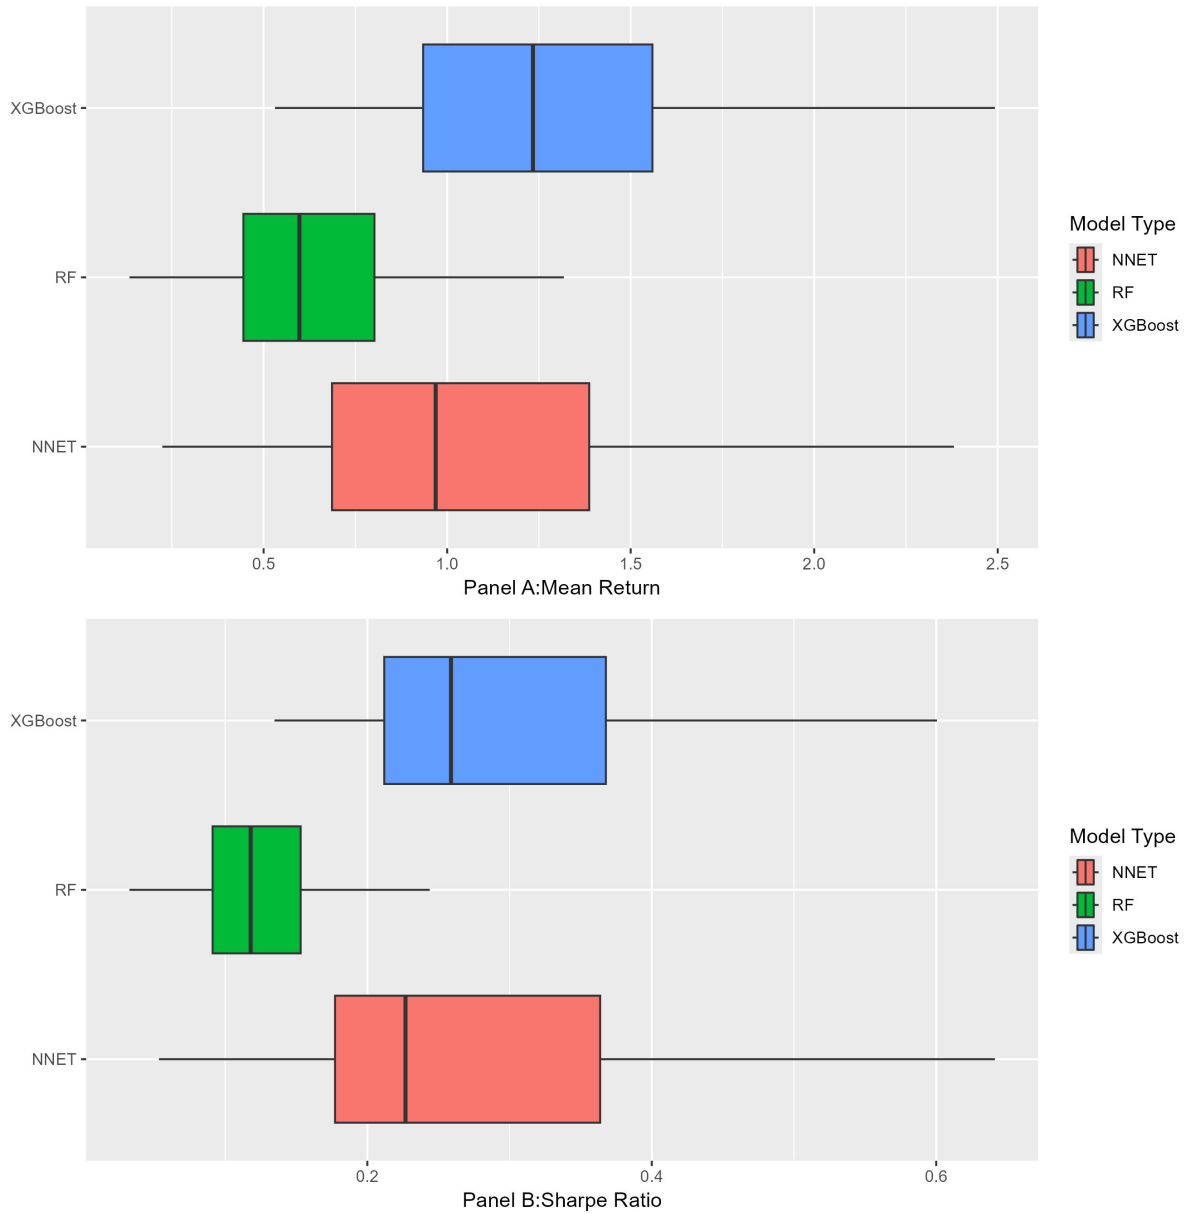 XGBoost
RF
NNET
0.5 1.0 1.5 2.0 2.5
Panel A:Mean Return
Model Type
NNET
RF
XGBoost
XGBoost
RF
NNET
0.2 0.4 0.6
Panel B:Sharpe Ratio
Model Type
NNET
RF
XGBoost